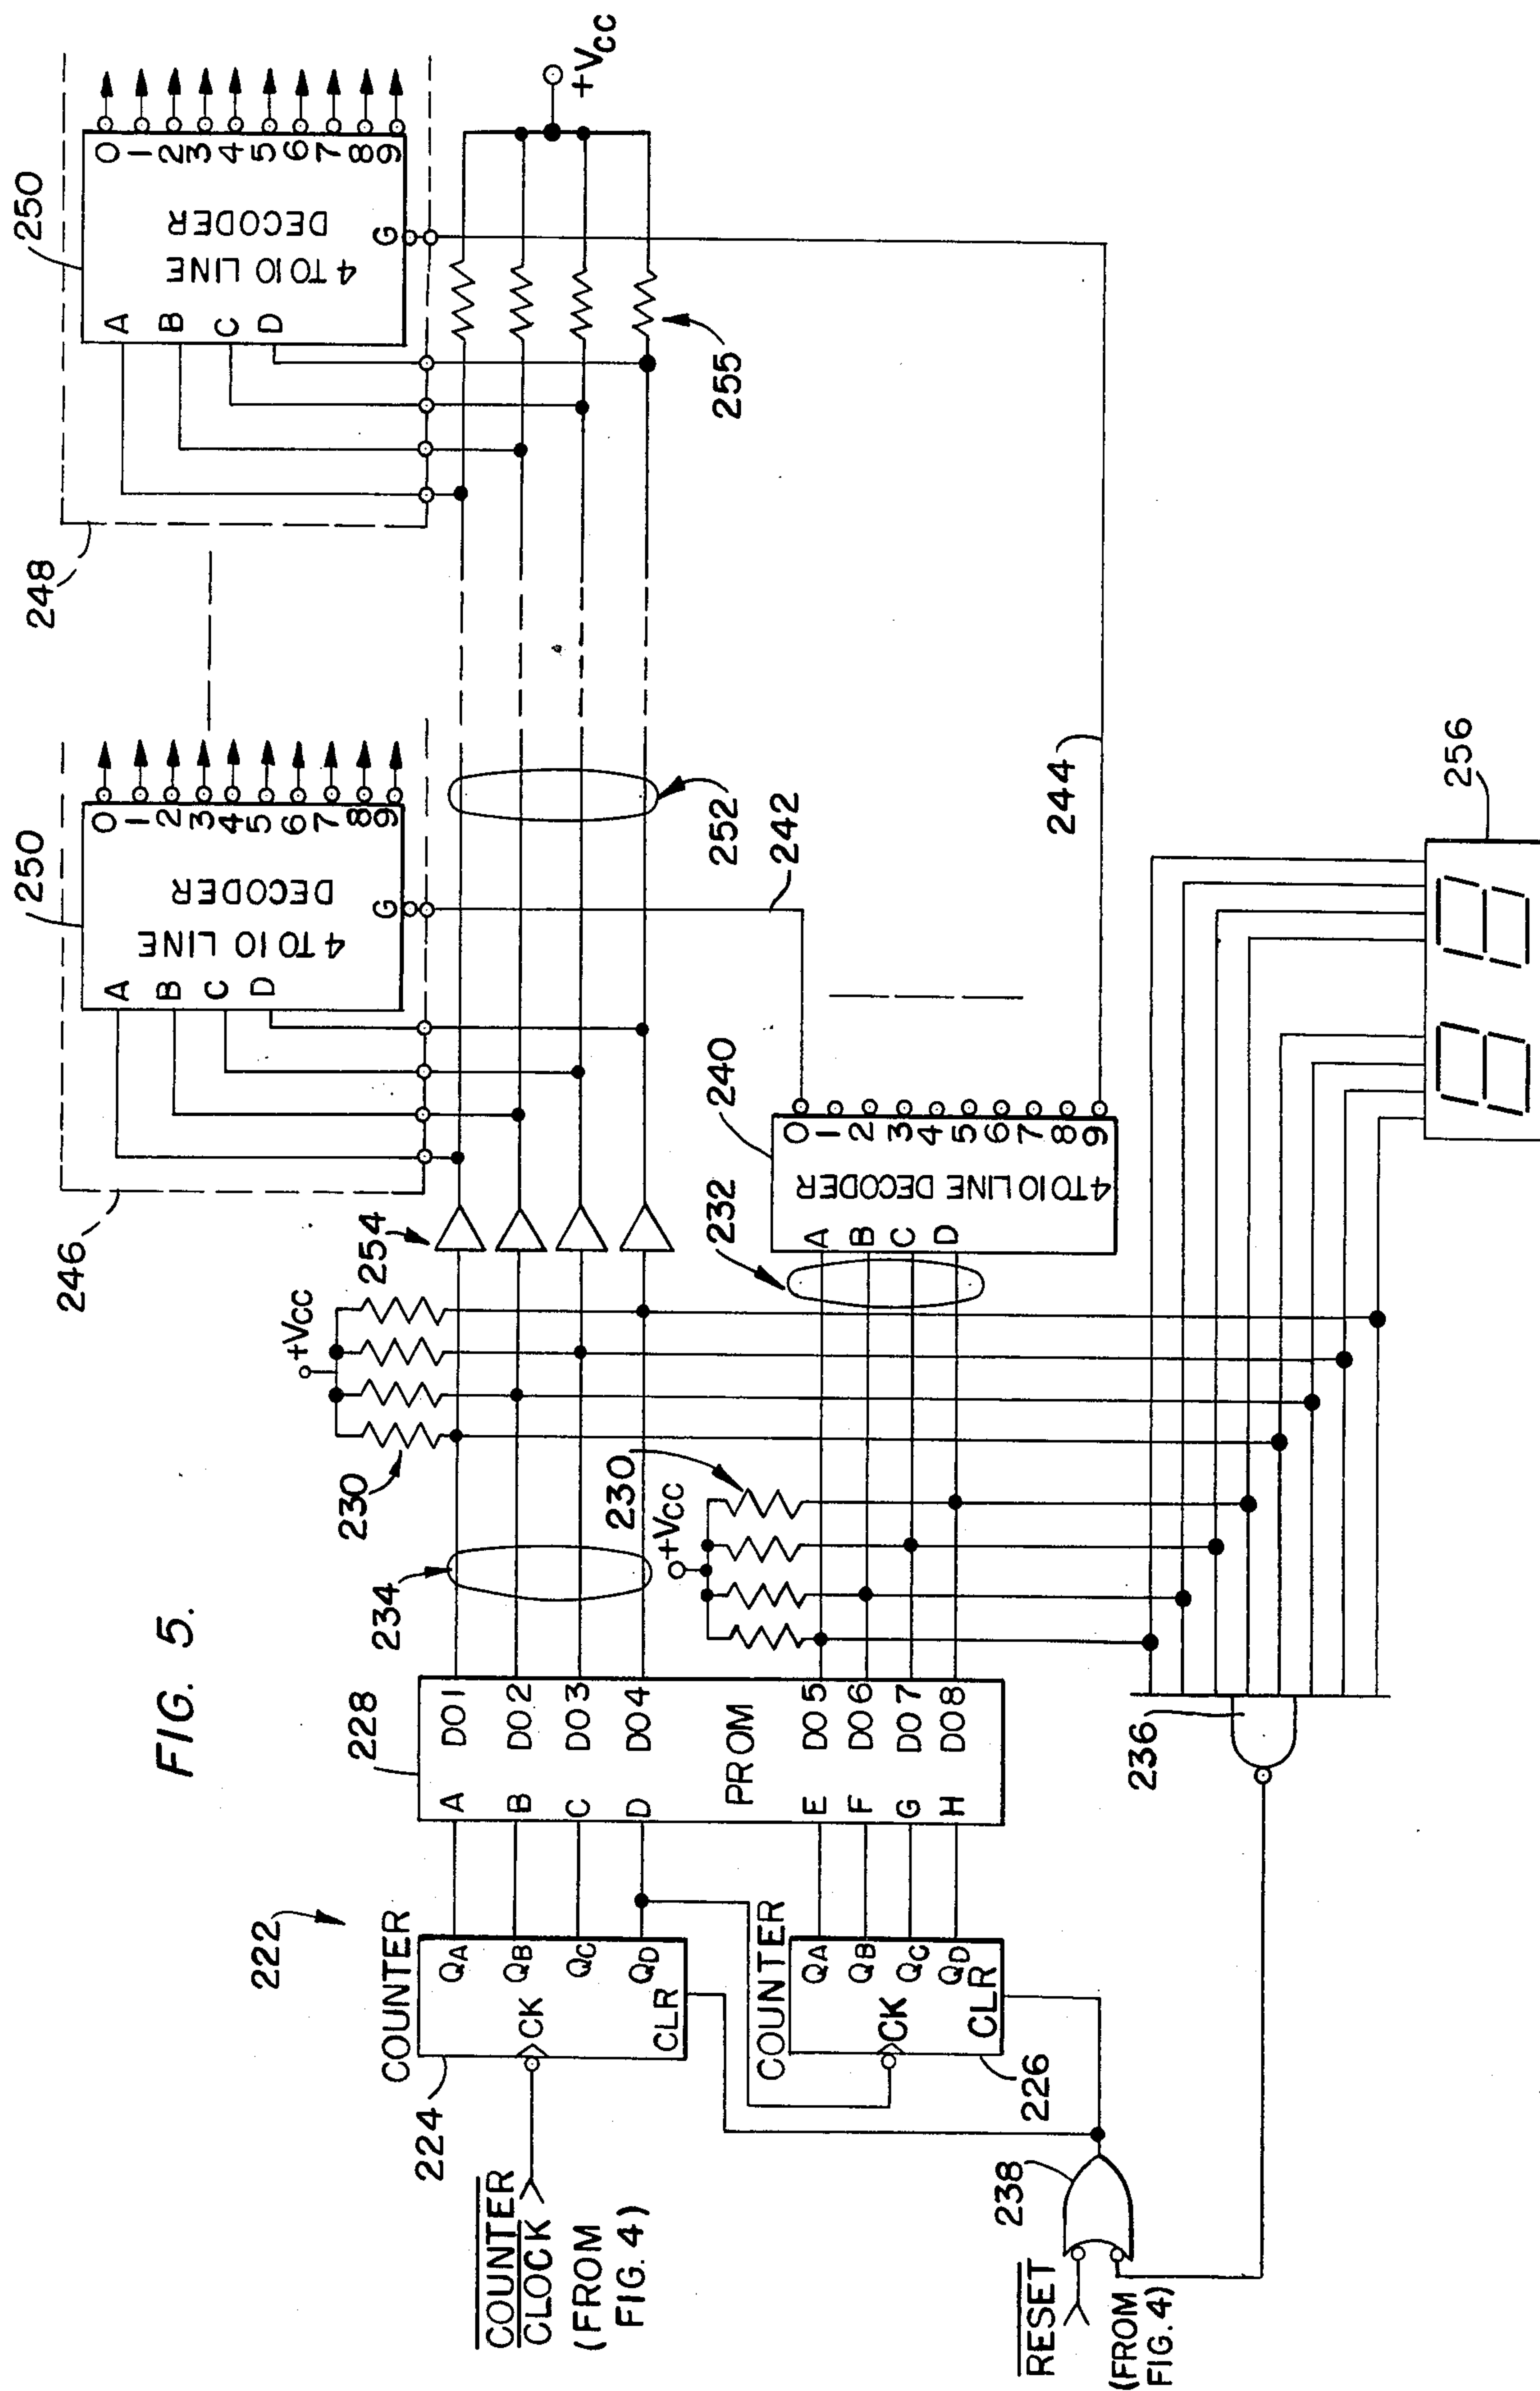 FIG. 5.
222
COUNTER
224
QA
QB
QC
QD
CK
CLR
COUNTER
CLOCK
(FROM
FIG. 4)
COUNTER
226
QA
QB
QC
QD
CK
CLR
RESET
(FROM
FIG. 4)
238
228
A
B
C
D
E
F
G
H
PROM
DO1
DO2
DO3
DO4
DO5
DO6
DO7
DO8
236
234
230
+VCC
230
+VCC
254
232
240
A
B
C
D
4 TO 10 LINE DECODER
0
1
2
3
4
5
6
7
8
9
246
250
A
B
C
D
4 TO 10 LINE
DECODER
G
0
1
2
3
4
5
6
7
8
9
252
242
244
256
248
250
A
B
C
D
4 TO 10 LINE
DECODER
G
0
1
2
3
4
5
6
7
8
9
255
+VCC